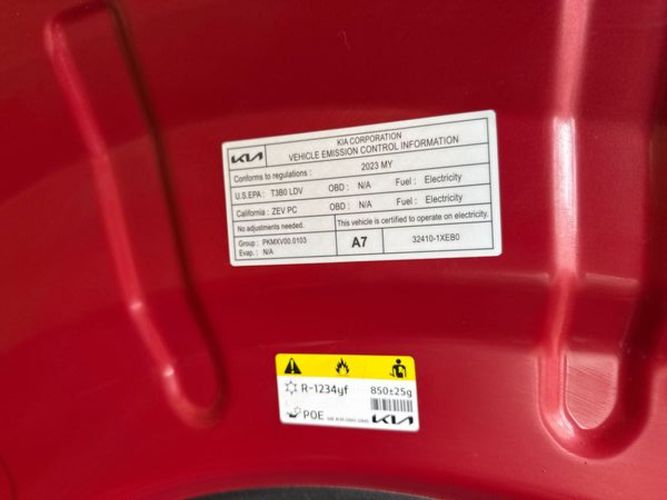 KIA CORPORATION
KIA VEHICLE EMISSION CONTROL INFORMATION
Conforms to regulations : 2023 MY
U.S.EPA : T3B0 LDV OBD : N/A Fuel : Electricity
California : ZEV PC OBD : N/A Fuel : Electricity
No adjustments needed. This vehicle is certified to operate on electricity.
Group : PKMXV00.0103 A7 32410-1XEB0
Evap. : N/A
R-1234yf 850±25g
POE KIA